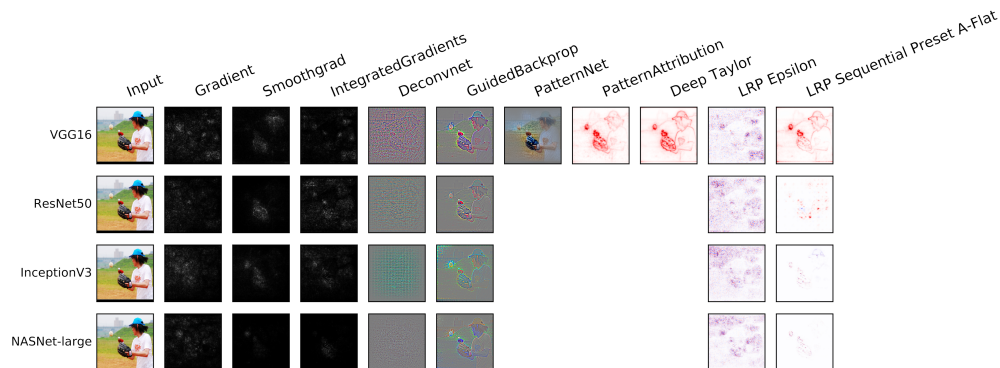 Input
Gradient
Smoothgrad
IntegratedGradients
Deconvnet
GuidedBackprop
PatternNet
PatternAttribution
Deep Taylor
LRP Epsilon
LRP Sequential Preset A-Flat
VGG16
ResNet50
InceptionV3
NASNet-large